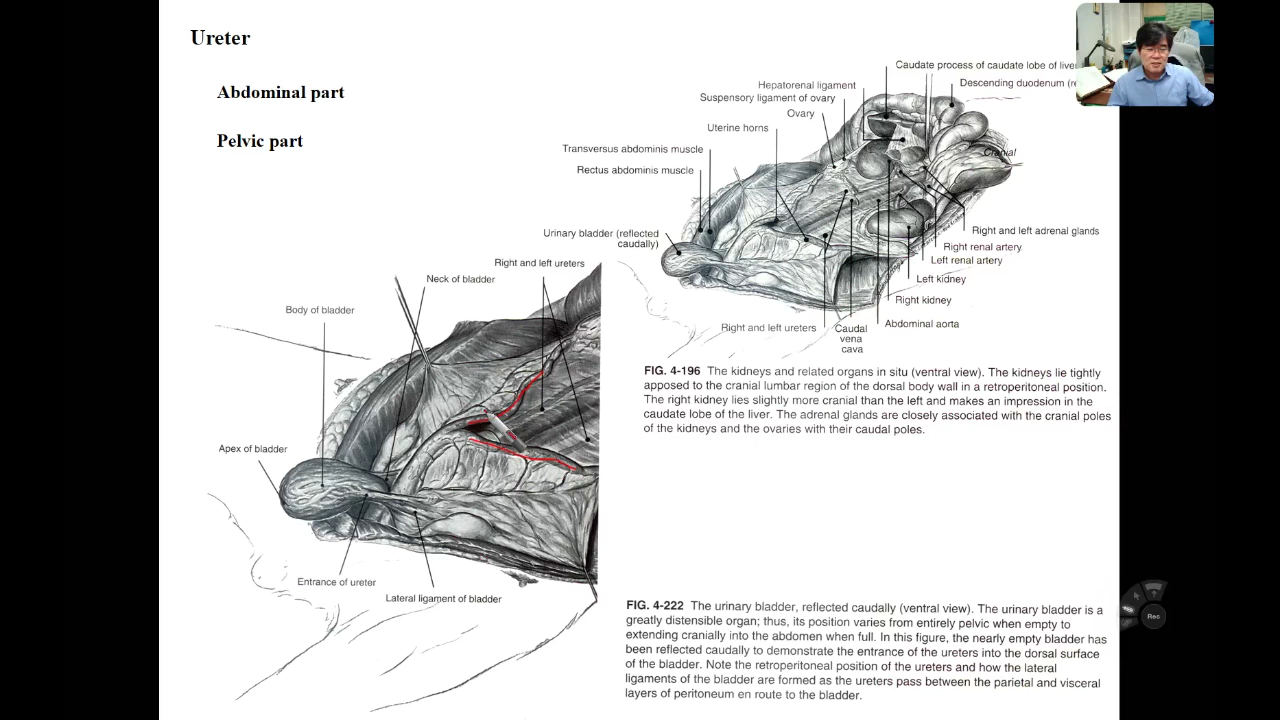 Ureter
Abdominal part
Pelvic part
Caudate process of caudate lobe of liver
Descending duodenum (re
Hepatorenal ligament
Suspensory ligament of ovary
Ovary
Uterine horns
Transversus abdominis muscle
Rectus abdominis muscle
Cranial
Urinary bladder (reflected
caudally)
Right and left adrenal glands
Right renal artery
Left renal artery
Left kidney
Right kidney
Abdominal aorta
Right and left ureters
Caudal
vena
cava
Right and left ureters
Neck of bladder
Body of bladder
Apex of bladder
Entrance of ureter
Lateral ligament of bladder
FIG. 4-196 The kidneys and related organs in situ (ventral view). The kidneys lie tightly
apposed to the cranial lumbar region of the dorsal body wall in a retroperitoneal position.
The right kidney lies slightly more cranial than the left and makes an impression in the
caudate lobe of the liver. The adrenal glands are closely associated with the cranial poles
of the kidneys and the ovaries with their caudal poles.
FIG. 4-222 The urinary bladder, reflected caudally (ventral view). The urinary bladder is a
greatly distensible organ; thus, its position varies from entirely pelvic when empty to
extending cranially into the abdomen when full. In this figure, the nearly empty bladder has
been reflected caudally to demonstrate the entrance of the ureters into the dorsal surface
of the bladder. Note the retroperitoneal position of the ureters and how the lateral
ligaments of the bladder are formed as the ureters pass between the parietal and visceral
layers of peritoneum en route to the bladder.
Rec